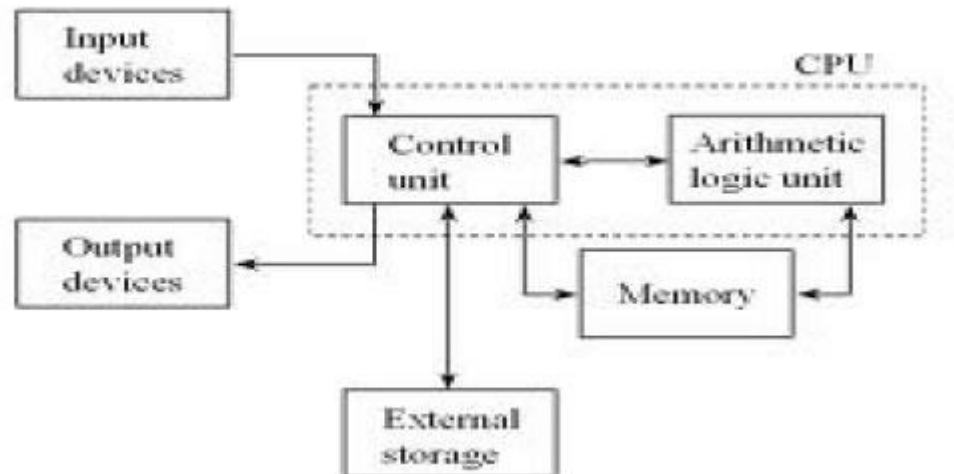 Input
devices
CPU
Control
unit
Arithmetic
logic unit
Output
devices
Memory
External
storage